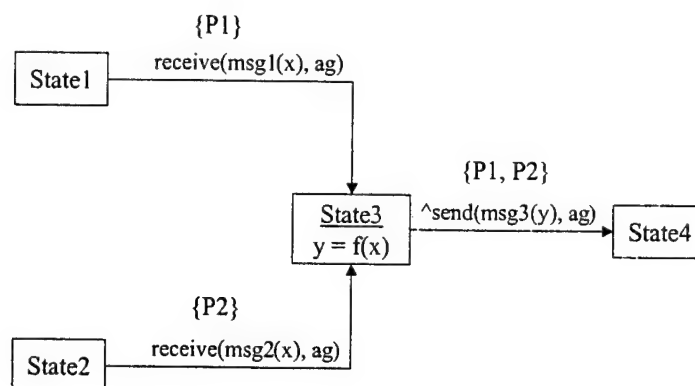 {P1}
receive(msg1(x), ag)
State1
{P1, P2}
State3
^send(msg3(y), ag)
y = f(x)
State4
{P2}
receive(msg2(x), ag)
State2